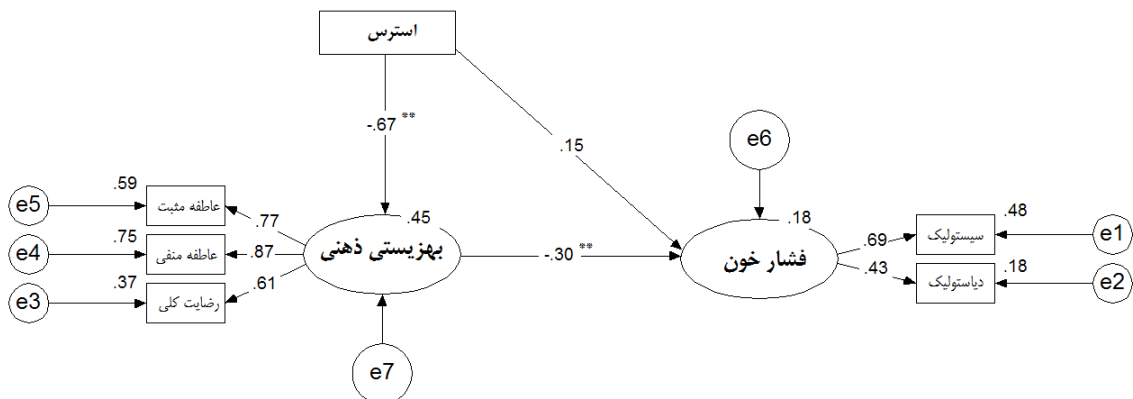 استرس
-.67 **
.15
e6
.59
e5
عاطفه مثبت
.77
.45
.18
.48
سیستولیک
e1
.75
e4
عاطفه منفی
.87
بهزیستی ذهنی
-.30 **
فشار خون
.69
.43
.18
دیاستولیک
e2
.37
e3
رضایت کلی
.61
e7